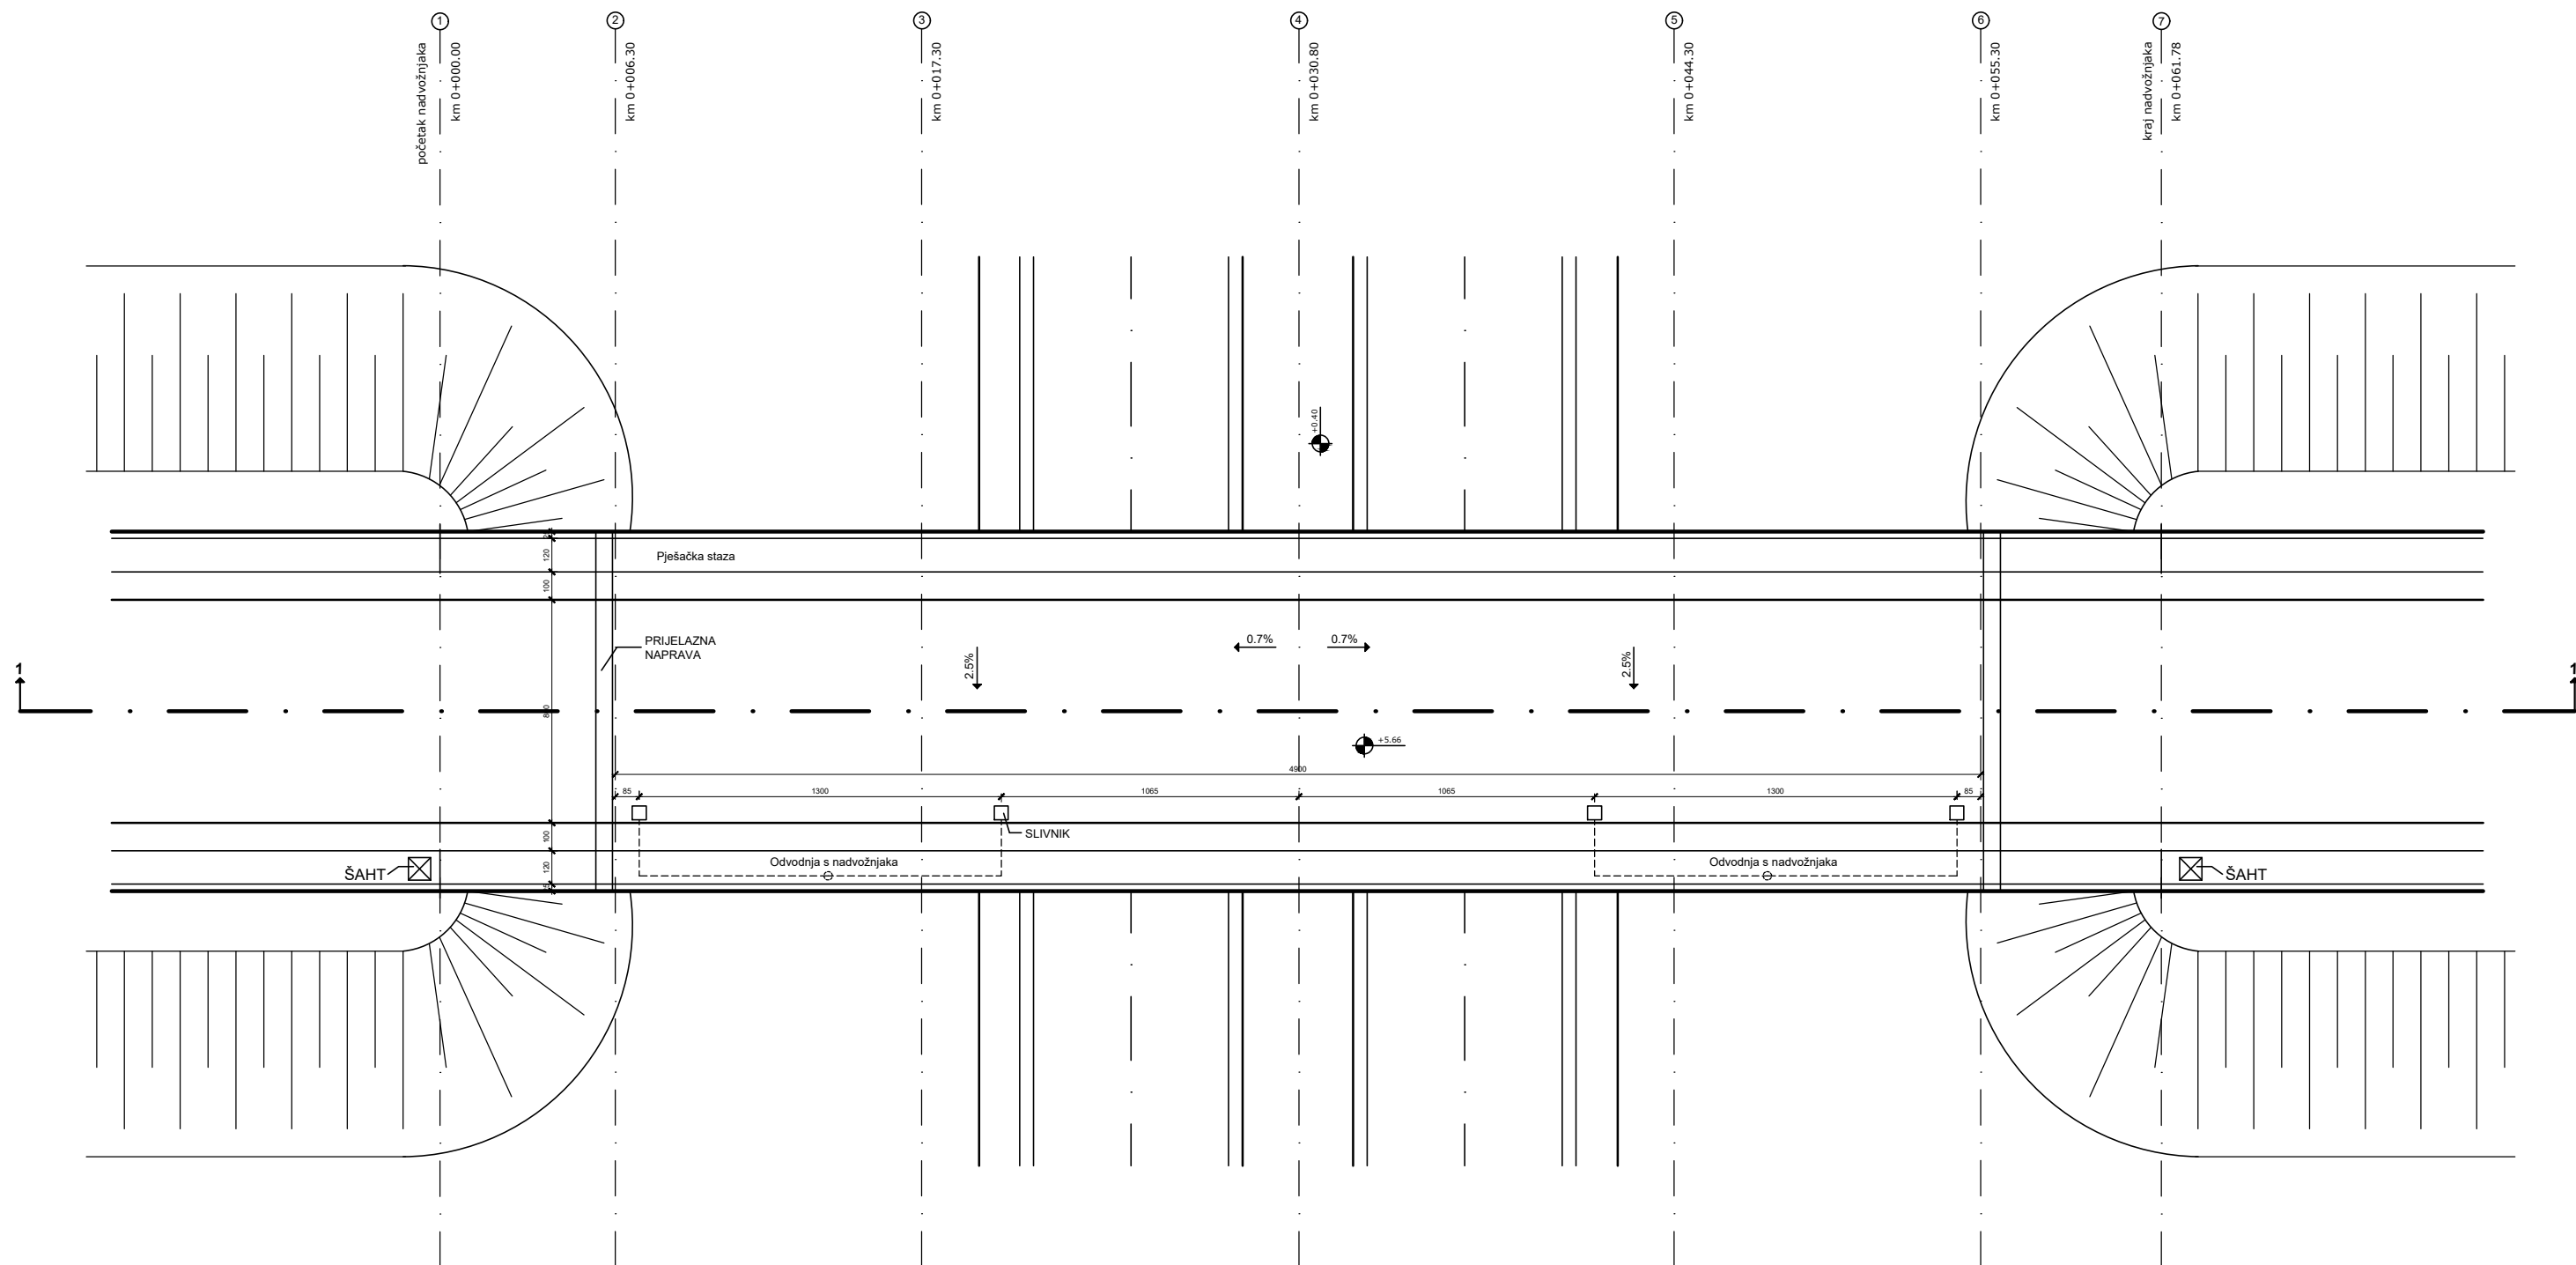 1
2
3
4
5
6
7
početak nadvožnjaka
km 0+000.00
km 0+006.30
km 0+017.30
km 0+030.80
km 0+044.30
km 0+055.30
kraj nadvožnjaka
km 0+061.78
+0.40
120
Pješačka staza
100
PRIJELAZNA
NAPRAVA
0.7%
0.7%
2.5%
2.5%
1
1
800
+5.66
4900
85
1300
1065
1065
1300
85
SLIVNIK
100
120
Odvodnja s nadvožnjaka
Odvodnja s nadvožnjaka
ŠAHT
ŠAHT